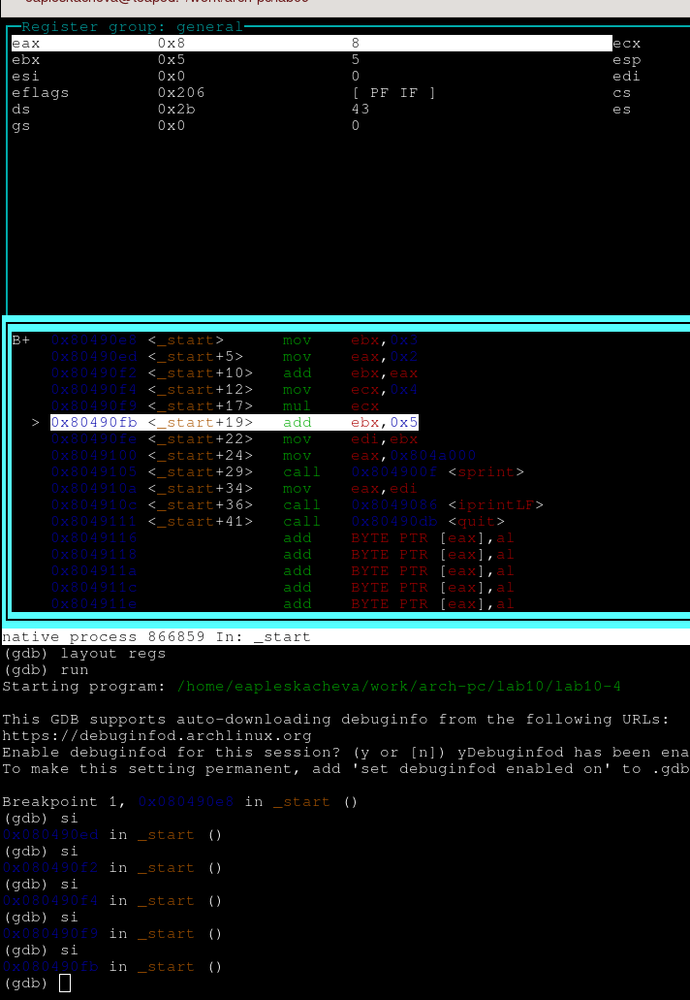 Register group: general
eax 0x8 8 ecx
ebx 0x5 5 esp
esi 0x0 0 edi
eflags 0x206 [ PF IF ] cs
ds 0x2b 43 es
gs 0x0 0
B+ 0x80490e8 <_start> mov ebx,0x3
0x80490ed <_start+5> mov eax,0x2
0x80490f2 <_start+10> add ebx,eax
0x80490f4 <_start+12> mov ecx,0x4
0x80490f9 <_start+17> mul ecx
> 0x80490fb <_start+19> add ebx,0x5
0x80490fe <_start+22> mov edi,ebx
0x8049100 <_start+24> mov eax,0x804a000
0x8049105 <_start+29> call 0x804900f <sprint>
0x804910a <_start+34> mov eax,edi
0x804910c <_start+36> call 0x8049086 <iprintLF>
0x8049111 <_start+41> call 0x80490db <quit>
0x8049116 add BYTE PTR [eax],al
0x8049118 add BYTE PTR [eax],al
0x804911a add BYTE PTR [eax],al
0x804911c add BYTE PTR [eax],al
0x804911e add BYTE PTR [eax],al
native process 866859 In: _start
(gdb) layout regs
(gdb) run
Starting program: /home/eapleskacheva/work/arch-pc/lab10/lab10-4
This GDB supports auto-downloading debuginfo from the following URLs:
https://debuginfod.archlinux.org
Enable debuginfod for this session? (y or [n]) yDebuginfod has been ena
To make this setting permanent, add 'set debuginfod enabled on' to .gdb
Breakpoint 1, 0x080490e8 in _start ()
(gdb) si
0x080490ed in _start ()
(gdb) si
0x080490f2 in _start ()
(gdb) si
0x080490f4 in _start ()
(gdb) si
0x080490f9 in _start ()
(gdb) si
0x080490fb in _start ()
(gdb)